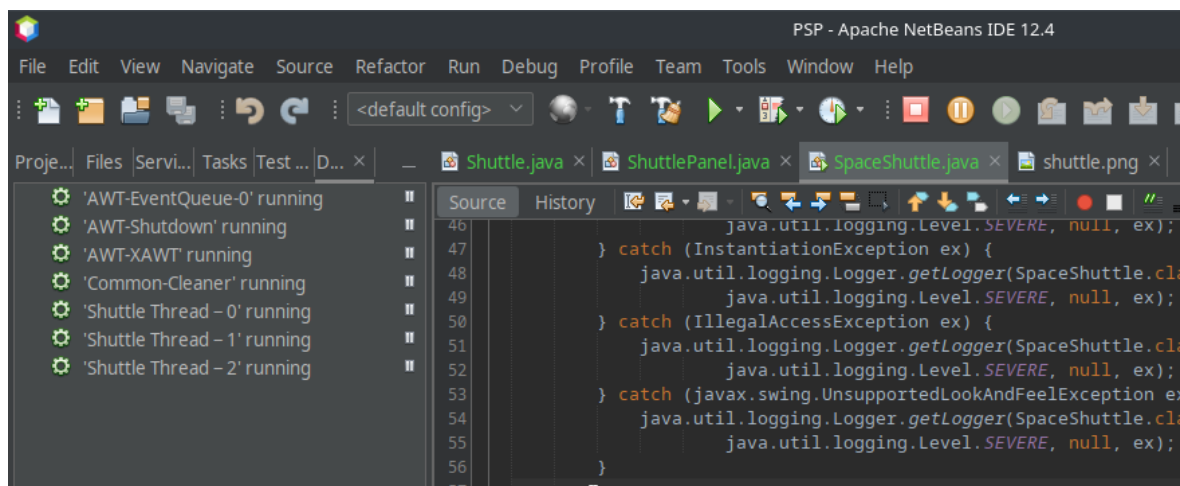 PSP - Apache NetBeans IDE 12.4
File Edit View Navigate Source Refactor Run Debug Profile Team Tools Window Help
<default config>
Proje... Files Servi... Tasks Test ... D... ×
Shuttle.java × ShuttlePanel.java × SpaceShuttle.java × shuttle.png ×
'AWT-EventQueue-0' running
'AWT-Shutdown' running
'AWT-XAWT' running
'Common-Cleaner' running
'Shuttle Thread – 0' running
'Shuttle Thread – 1' running
'Shuttle Thread – 2' running
Source History
46 java.util.logging.Level.SEVERE, null, ex);
47 } catch (InstantiationException ex) {
48 java.util.logging.Logger.getLogger(SpaceShuttle.cla
49 java.util.logging.Level.SEVERE, null, ex);
50 } catch (IllegalAccessException ex) {
51 java.util.logging.Logger.getLogger(SpaceShuttle.cla
52 java.util.logging.Level.SEVERE, null, ex);
53 } catch (javax.swing.UnsupportedLookAndFeelException ex
54 java.util.logging.Logger.getLogger(SpaceShuttle.cla
55 java.util.logging.Level.SEVERE, null, ex);
56 }